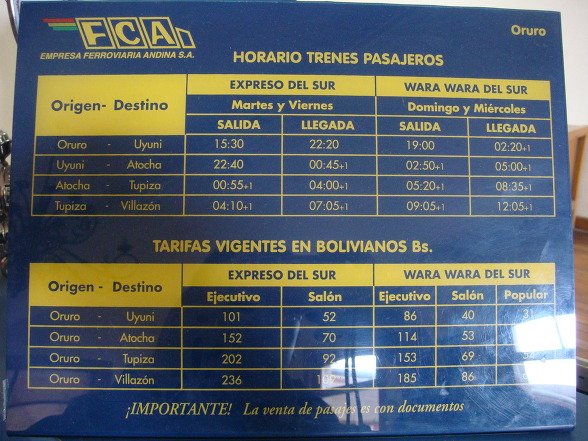 FCA
Oruro
EMPRESA FERROVIARIA ANDINA S.A.
HORARIO TRENES PASAJEROS
Origen- Destino EXPRESO DEL SUR WARA WARA DEL SUR
Martes y Viernes Domingo y Miércoles
SALIDA LLEGADA SALIDA LLEGADA
Oruro - Uyuni 15:30 22:20 19:00 02:20+1
Uyuni - Atocha 22:40 00:45+1 02:50+1 05:00+1
Atocha - Tupiza 00:55+1 04:00+1 05:20+1 08:35+1
Tupiza - Villazón 04:10+1 07:05+1 09:05+1 12:05+1
TARIFAS VIGENTES EN BOLIVIANOS Bs.
Origen - Destino EXPRESO DEL SUR WARA WARA DEL SUR
Ejecutivo Salón Ejecutivo Salón Popular
Oruro - Uyuni 101 52 86 40 31
Oruro - Atocha 152 70 114 53
Oruro - Tupiza 202 92 153 69
Oruro - Villazón 236 185 86
¡IMPORTANTE! La venta de pasajes es con documentos